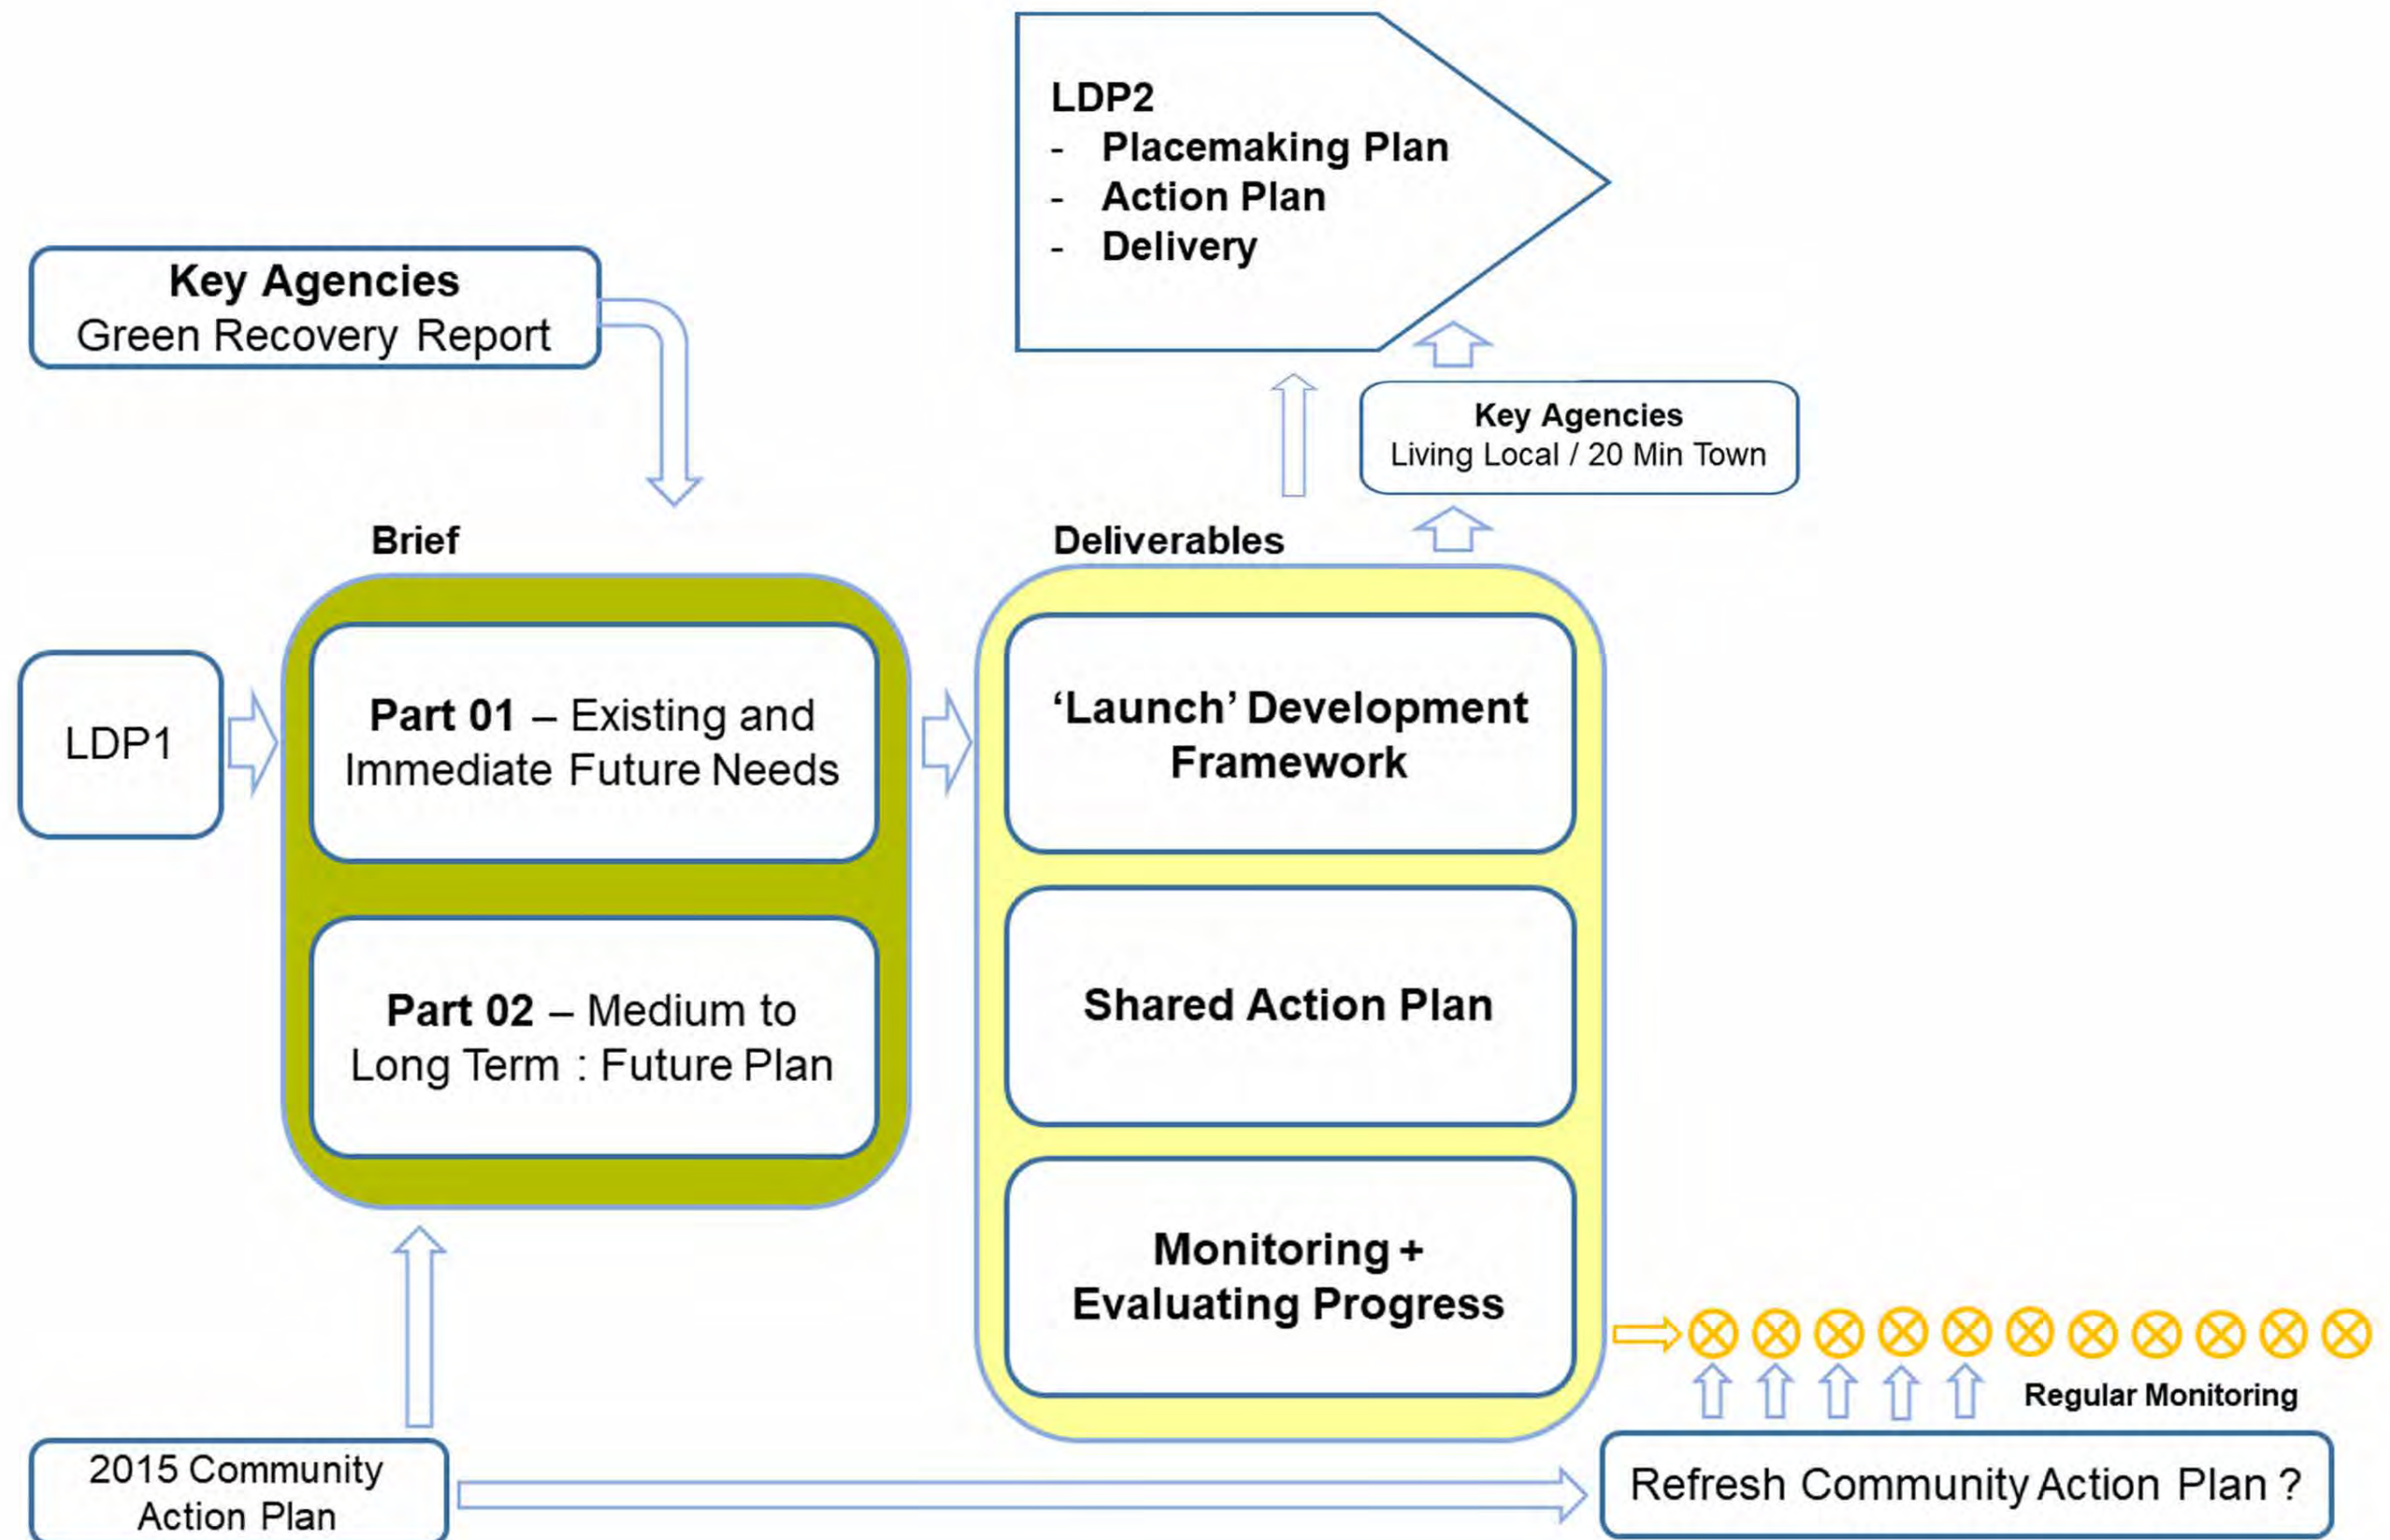 LDP2
- Placemaking Plan
- Action Plan
- Delivery
Key Agencies
Green Recovery Report
Key Agencies
Living Local / 20 Min Town
Brief
Deliverables
LDP1
Part 01 – Existing and
Immediate Future Needs
Part 02 – Medium to
Long Term : Future Plan
‘Launch’ Development
Framework
Shared Action Plan
Monitoring +
Evaluating Progress
Regular Monitoring
2015 Community
Action Plan
Refresh Community Action Plan ?